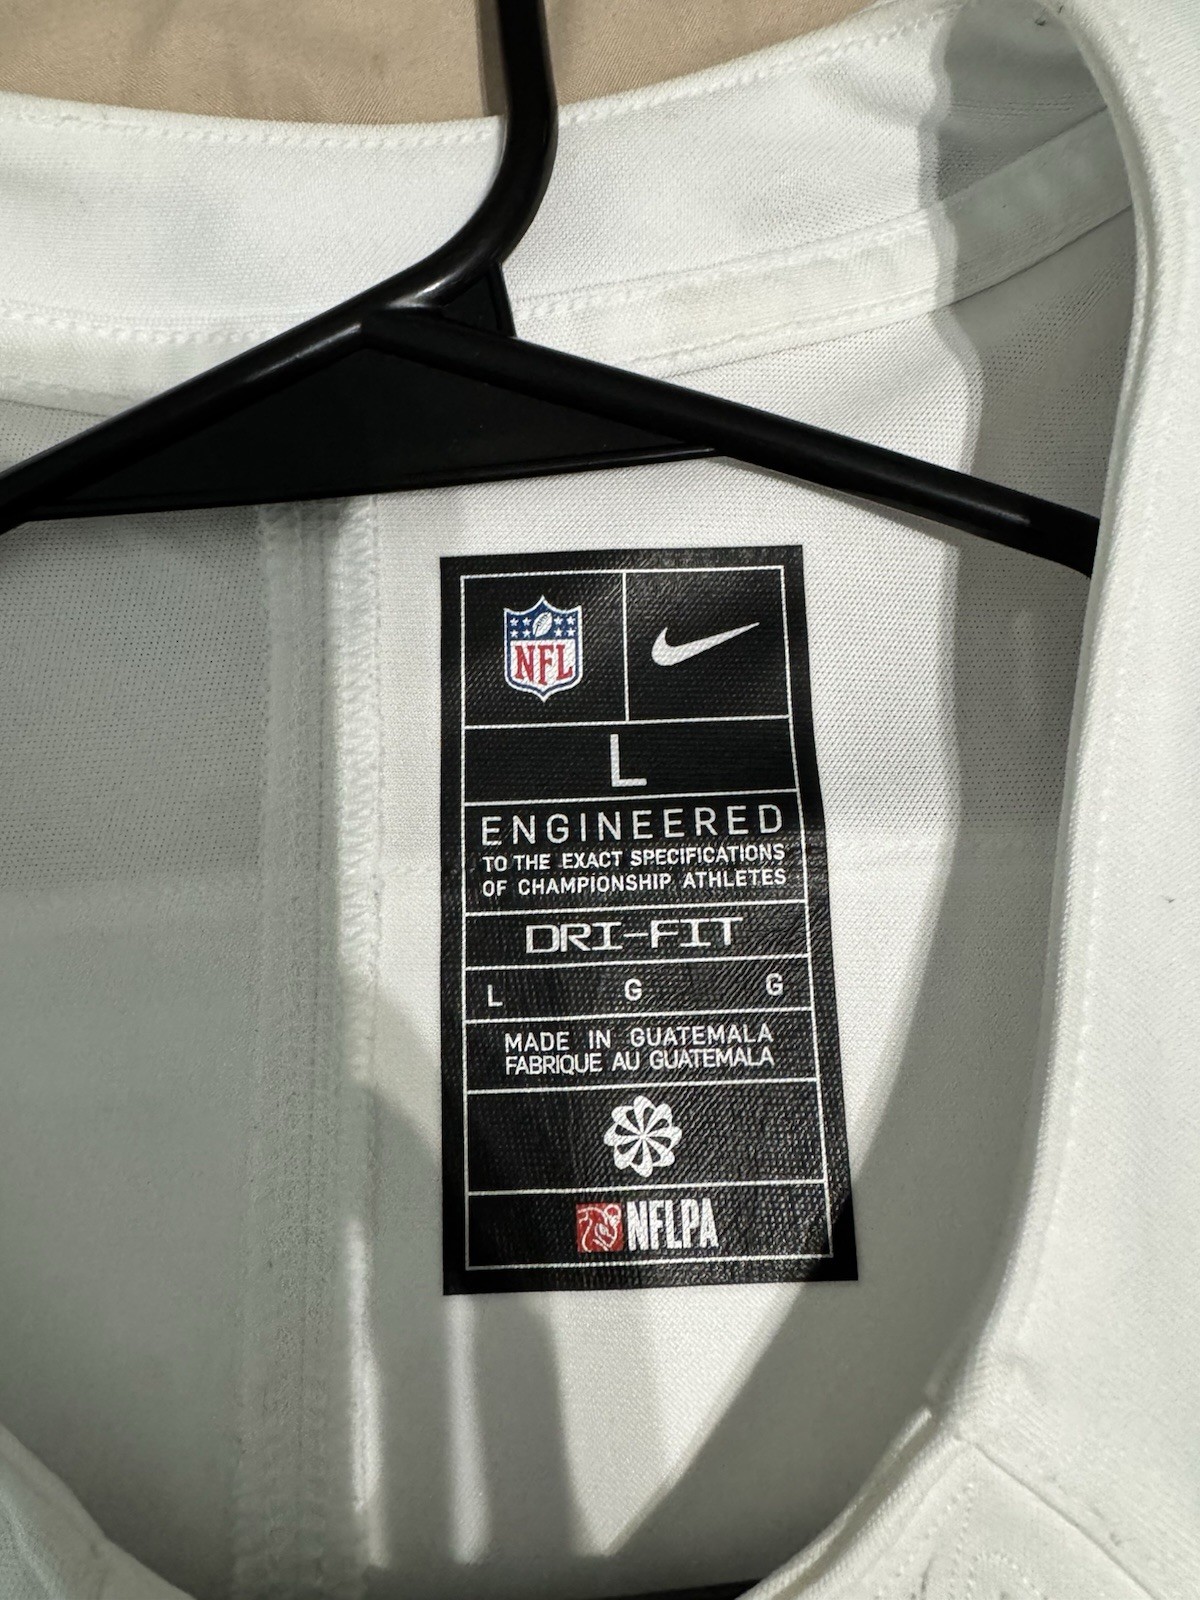 NFL
L
ENGINEERED
TO THE EXACT SPECIFICATIONS
OF CHAMPIONSHIP ATHLETES
DRI-FIT
L G G
MADE IN GUATEMALA
FABRIQUE AU GUATEMALA
NFLPA